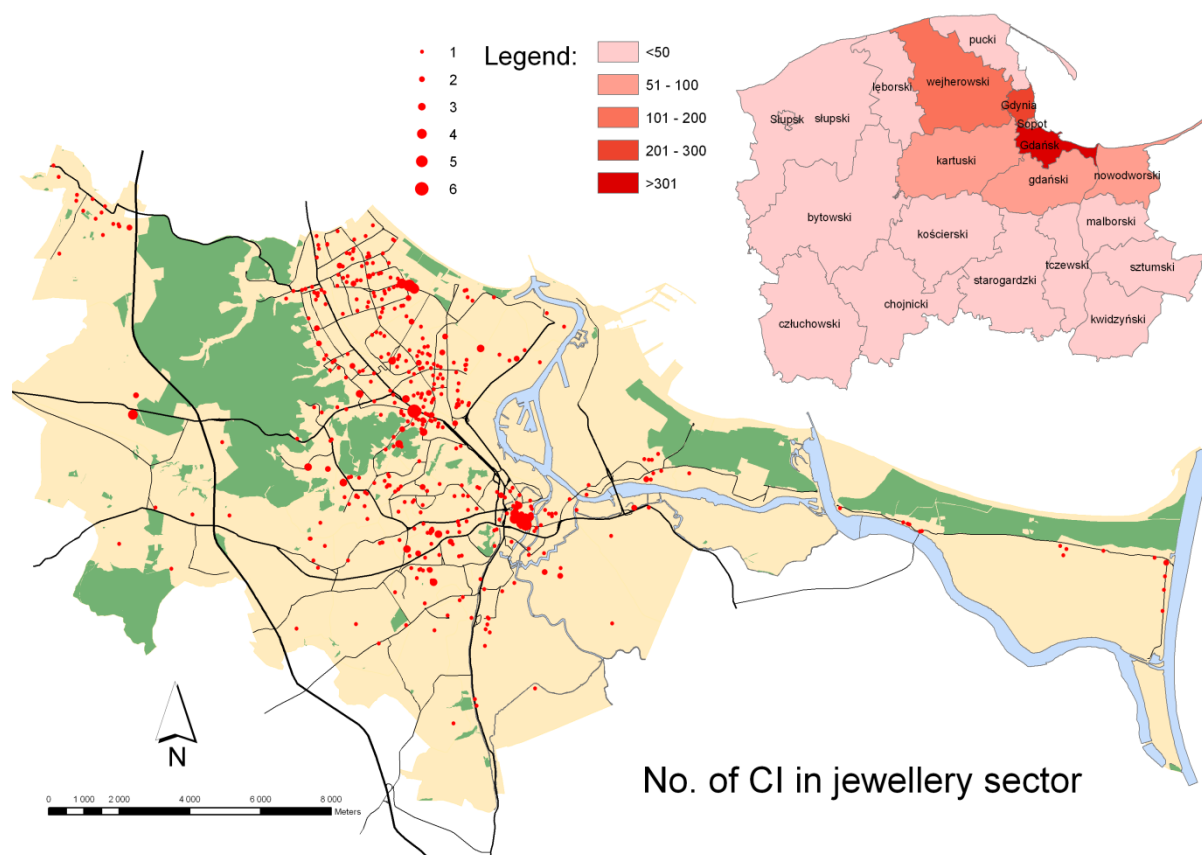 Legend:
1
2
3
4
5
6
<50
51 - 100
101 - 200
201 - 300
>301
pucki
wejherowski
lęborski
Gdynia
Słupsk
słupski
Sopot
Gdańsk
kartuski
gdański
nowodworski
bytowski
kościerski
malborski
tczewski
sztumski
starogardzki
chojnicki
kwidzyński
człuchowski
N
0 1 000 2 000 4 000 6 000 8 000
Meters
No. of CI in jewellery sector